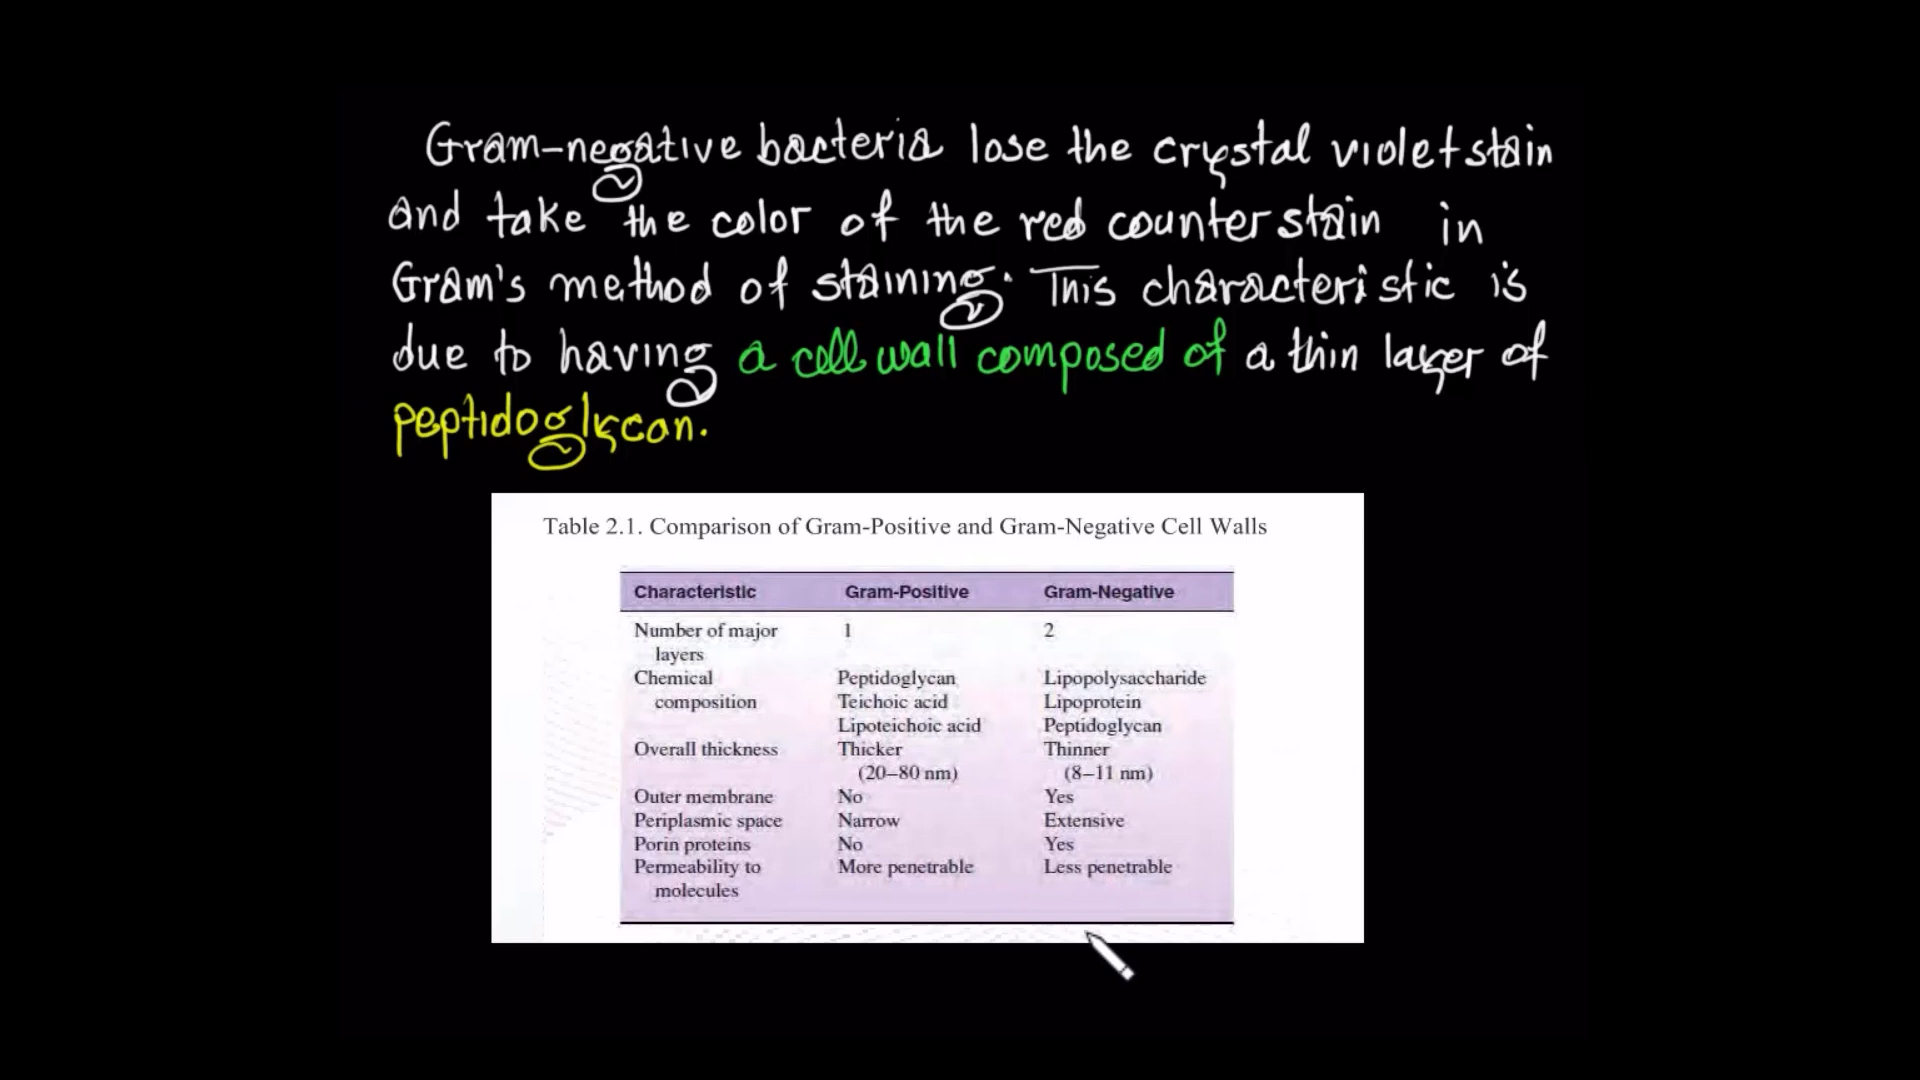 Gram-negative bacteria lose the crystal violet stain
and take the color of the red counterstain in
Gram's method of staining. This characteristic is
due to having a cell wall composed of a thin layer of
peptidoglycan.
Table 2.1. Comparison of Gram-Positive and Gram-Negative Cell Walls
Characteristic Gram-Positive Gram-Negative
Number of major 1 2
layers
Chemical Peptidoglycan Lipopolysaccharide
composition Teichoic acid Lipoprotein
Lipoteichoic acid Peptidoglycan
Overall thickness Thicker Thinner
(20–80 nm) (8–11 nm)
Outer membrane No Yes
Periplasmic space Narrow Extensive
Porin proteins No Yes
Permeability to More penetrable Less penetrable
molecules